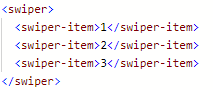 <swiper>
  <swiper-item>1</swiper-item>
  <swiper-item>2</swiper-item>
  <swiper-item>3</swiper-item>
</swiper>